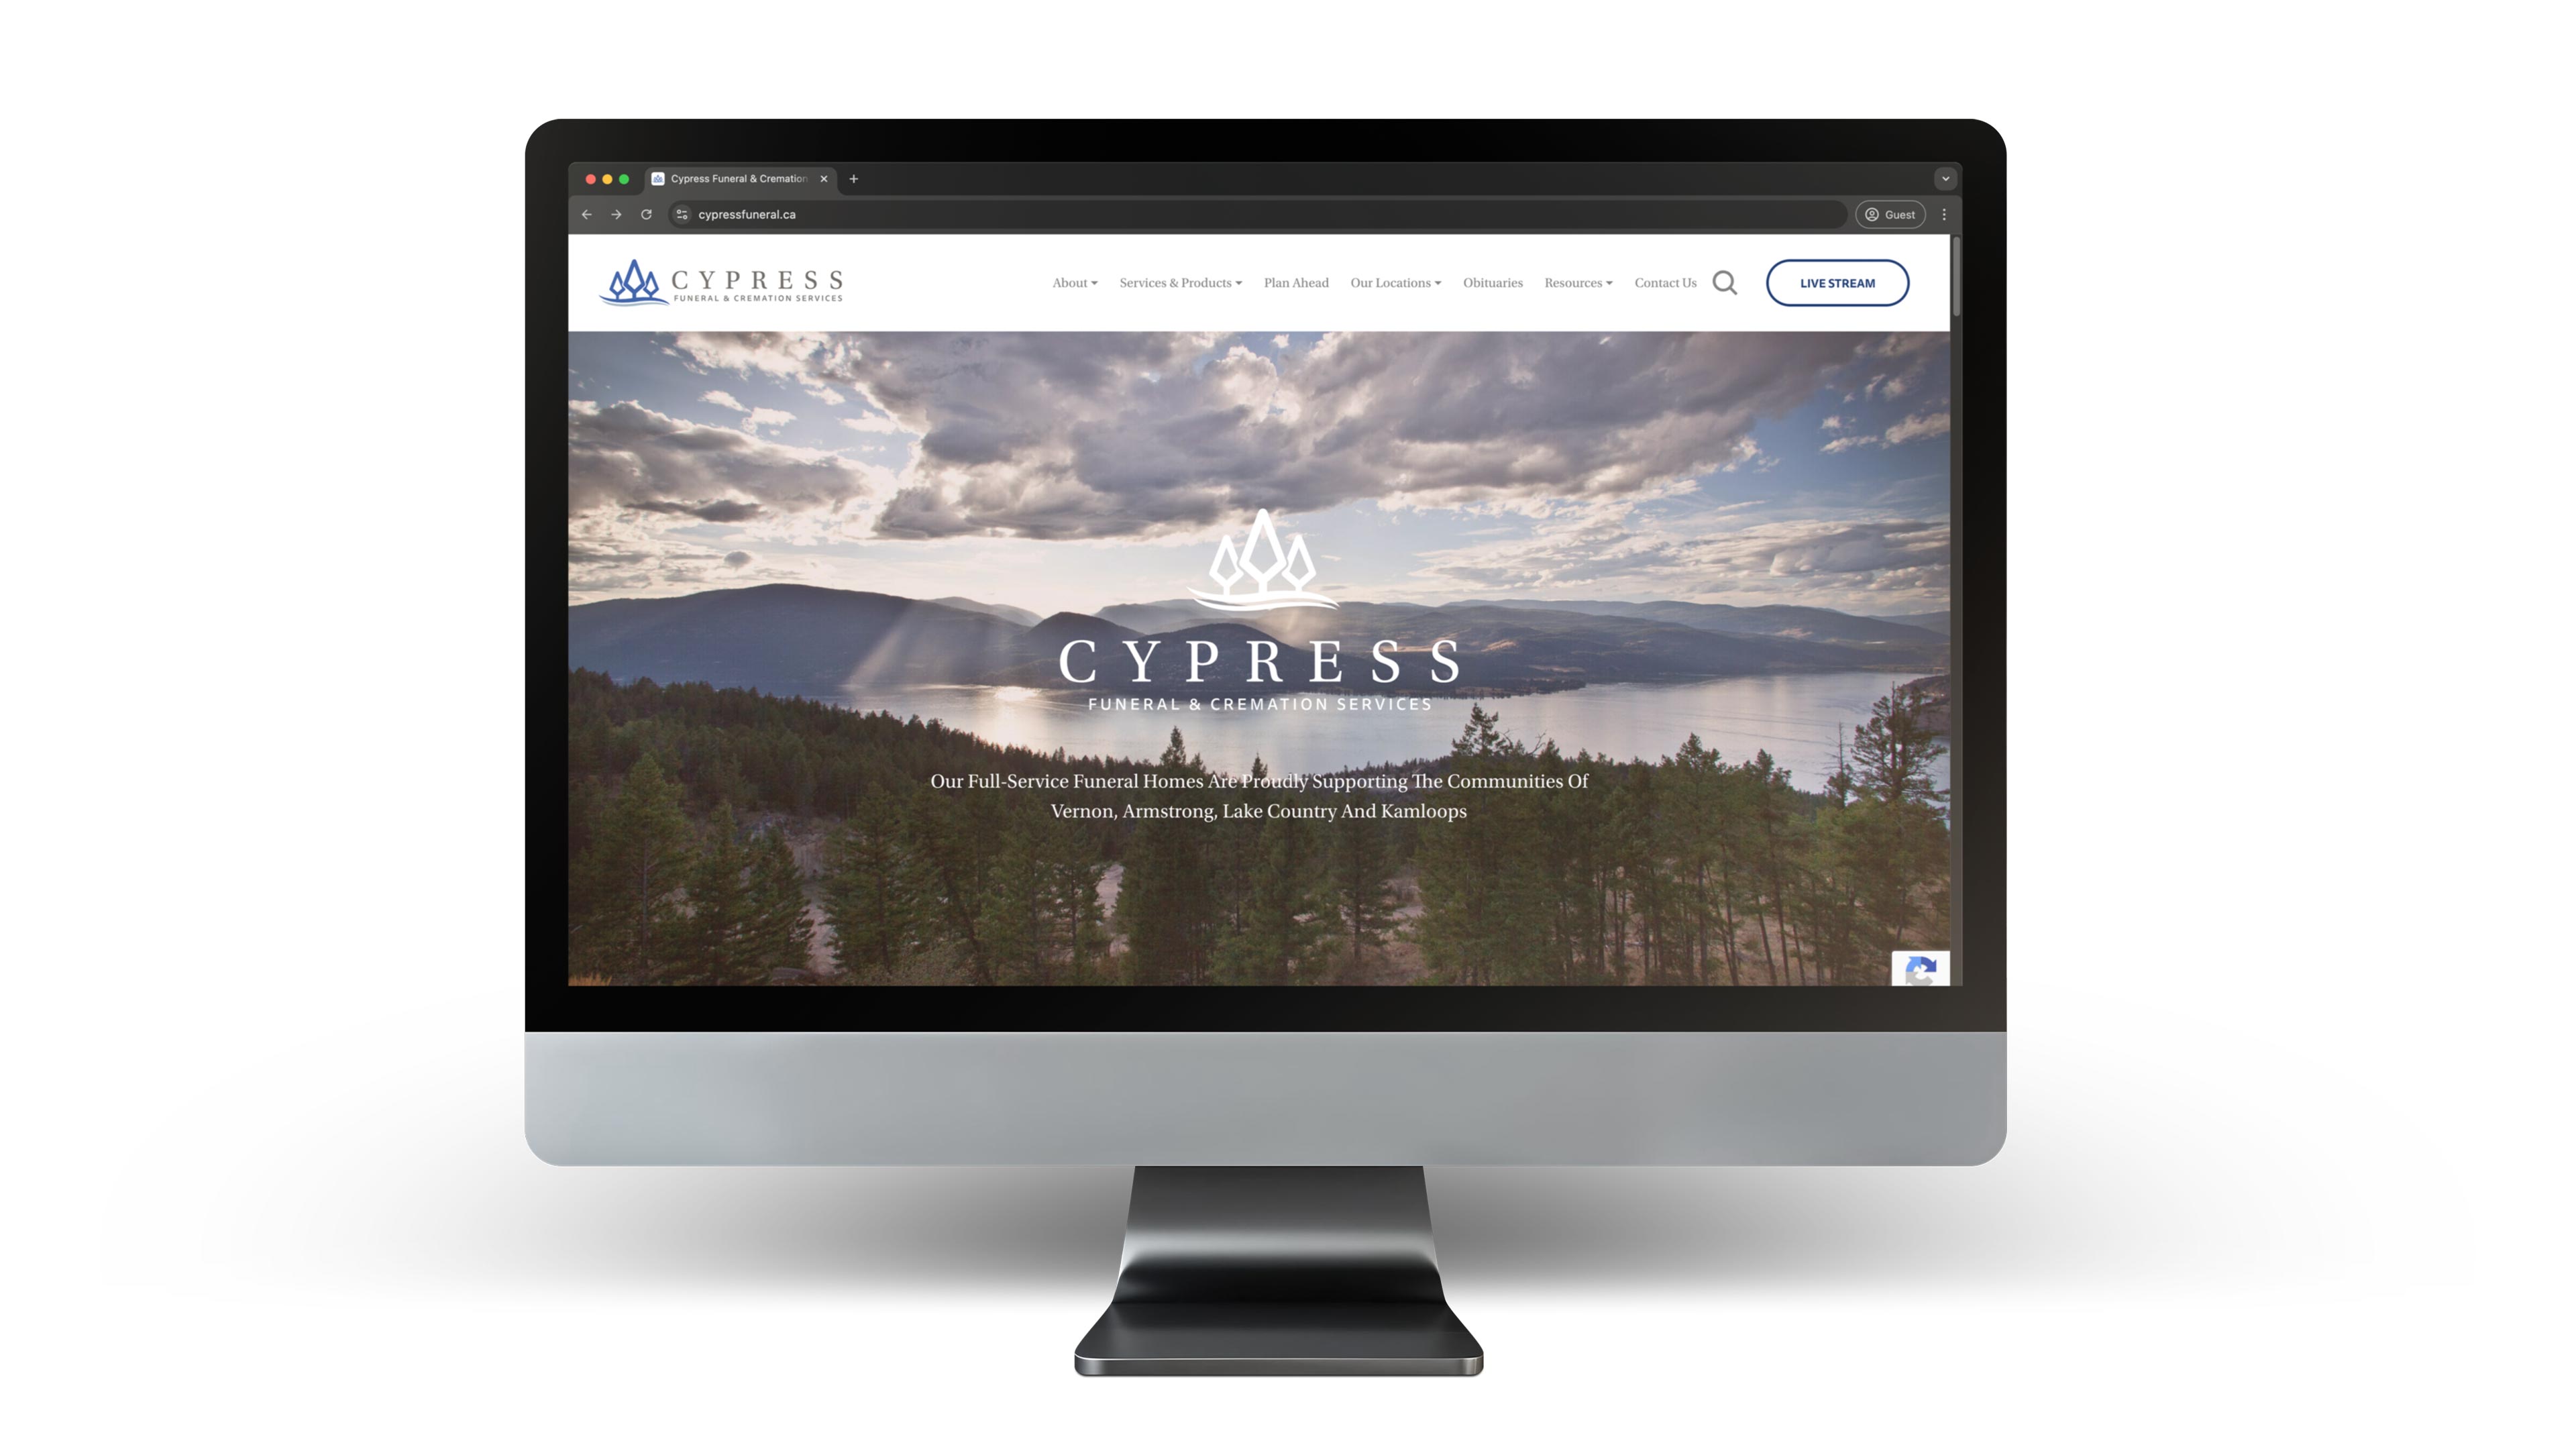 Cypress Funeral & Cremation
cypressfuneral.ca
Guest
CYPRESS
FUNERAL & CREMATION SERVICES
About
Services & Products
Plan Ahead
Our Locations
Obituaries
Resources
Contact Us
LIVE STREAM
CYPRESS
FUNERAL & CREMATION SERVICES
Our Full-Service Funeral Homes Are Proudly Supporting The Communities Of
Vernon, Armstrong, Lake Country And Kamloops